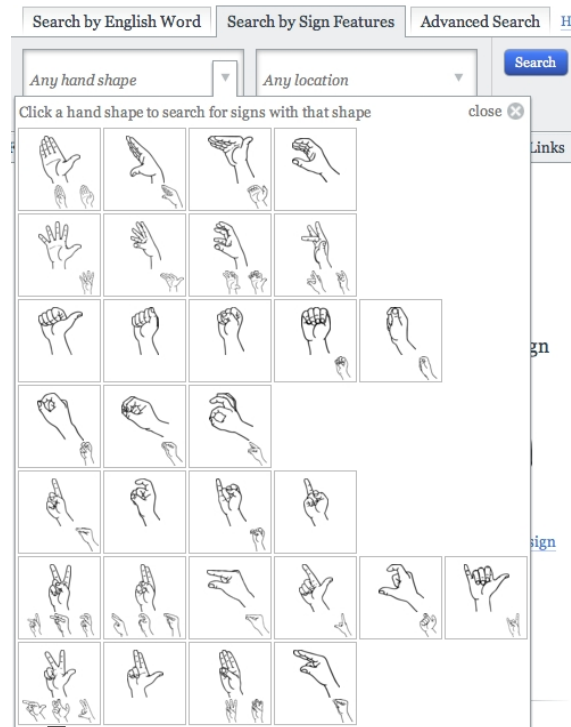 Search by English Word
Search by Sign Features
Advanced Search
H
Any hand shape
Any location
Search
Click a hand shape to search for signs with that shape
close
Links
gn
sign